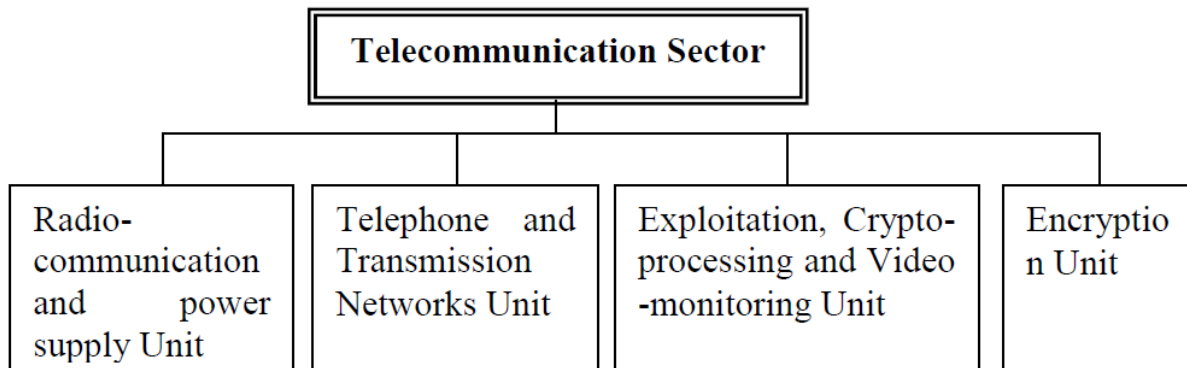 Telecommunication Sector
Radio-
communication
and power
supply Unit
Telephone and
Transmission
Networks Unit
Exploitation, Crypto-
processing and Video
-monitoring Unit
Encryptio
n Unit